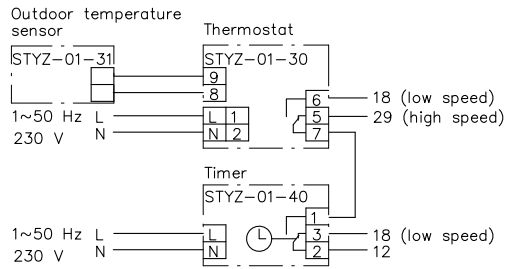 Outdoor temperature
sensor
Thermostat
STYZ-01-31
STYZ-01-30
9
8
6
18 (low speed)
1~50 Hz L
L 1
5
29 (high speed)
230 V N
N 2
7
Timer
STYZ-01-40
1
1~50 Hz L
L
3
18 (low speed)
230 V N
N
2
12